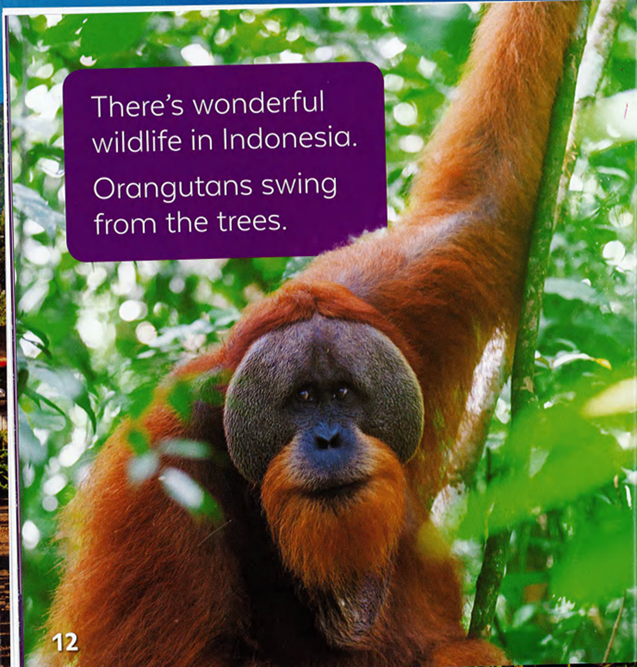 There's wonderful
wildlife in Indonesia.
Orangutans swing
from the trees.
12